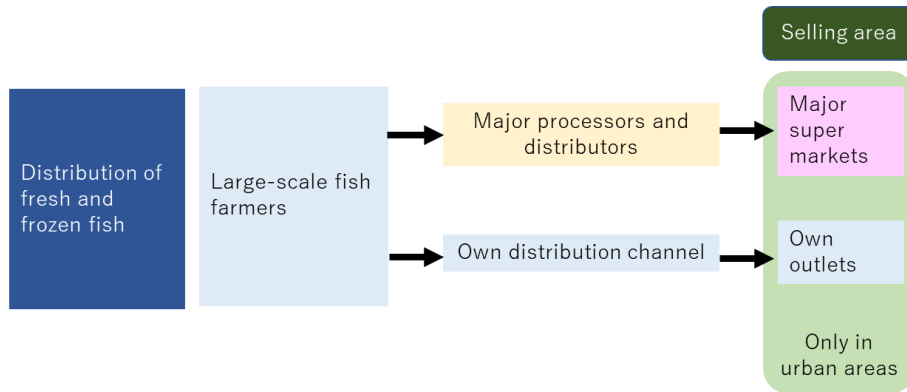 Selling area
Distribution of
fresh and
frozen fish
Large-scale fish
farmers
Major processors and
distributors
Major
super
markets
Own distribution channel
Own
outlets
Only in
urban areas